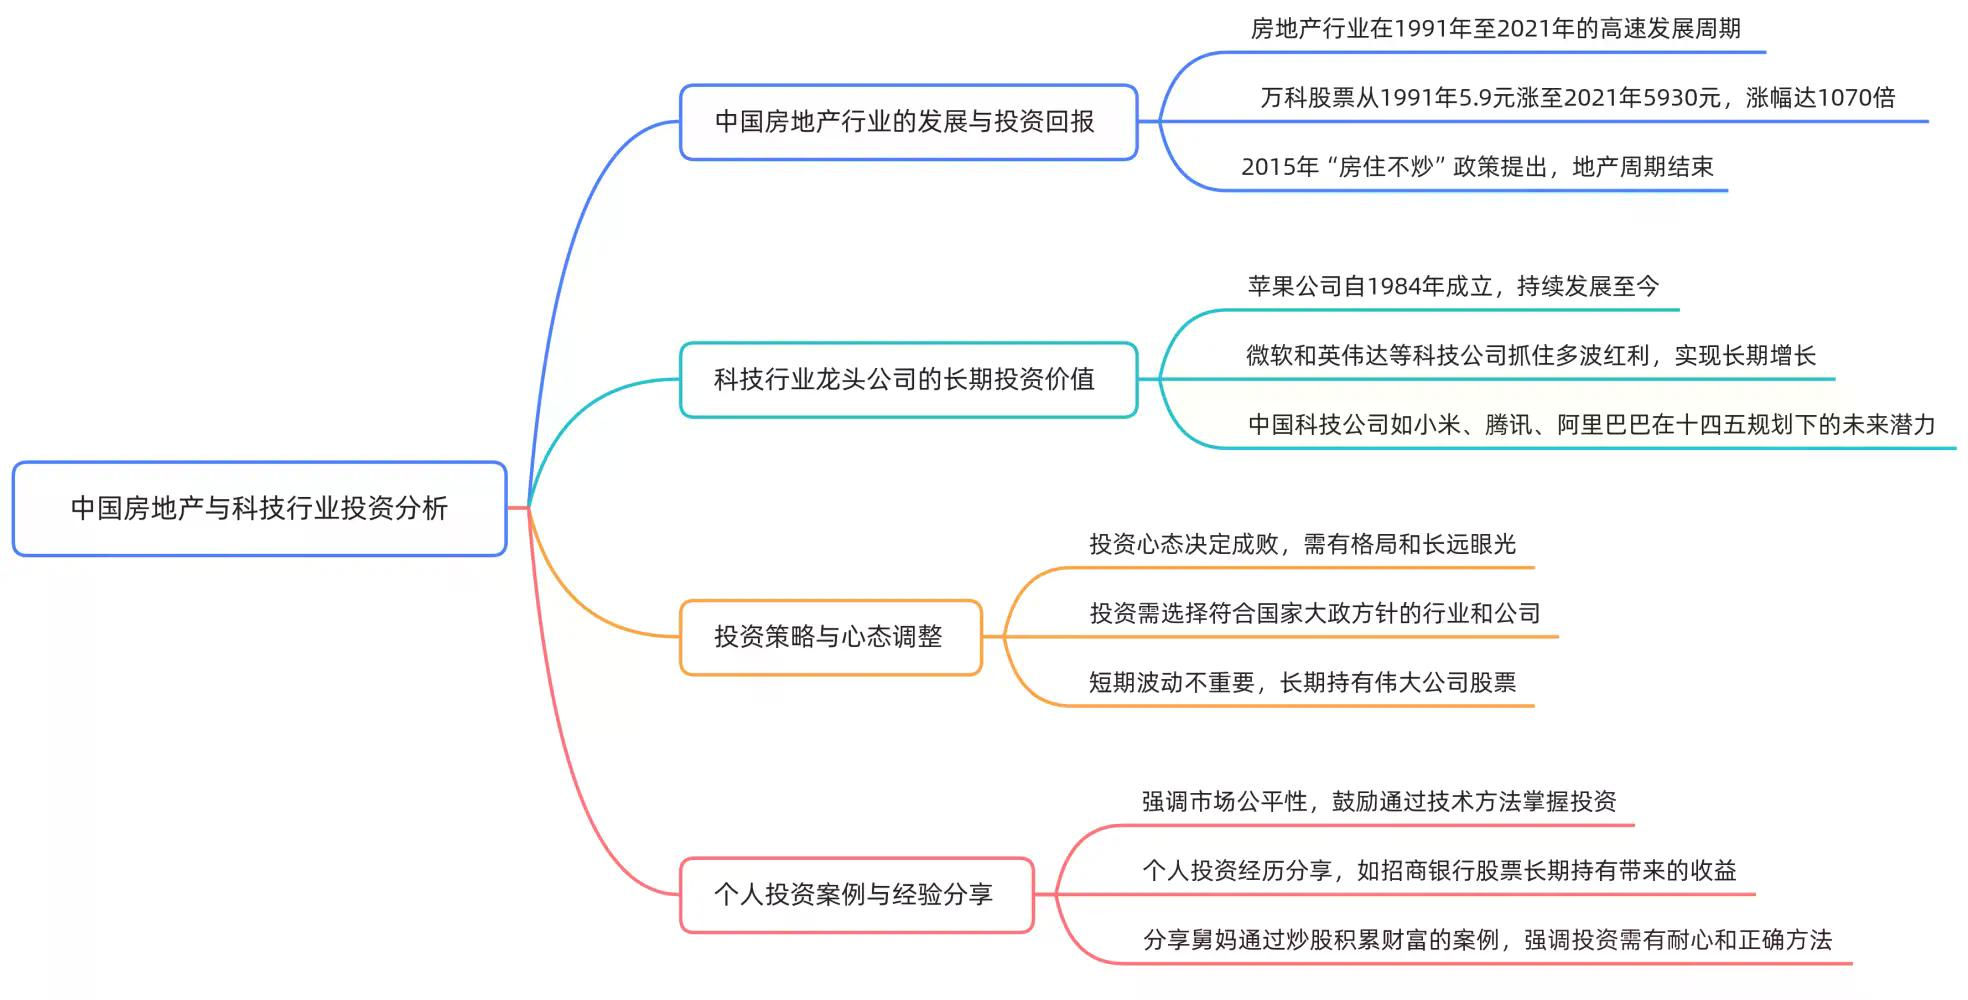 中国房地产与科技行业投资分析
中国房地产行业的发展与投资回报
房地产行业在1991年至2021年的高速发展周期
万科股票从1991年5.9元涨至2021年5930元，涨幅达1070倍
2015年“房住不炒”政策提出，地产周期结束
科技行业龙头公司的长期投资价值
苹果公司自1984年成立，持续发展至今
微软和英伟达等科技公司抓住多波红利，实现长期增长
中国科技公司如小米、腾讯、阿里巴巴在十四五规划下的未来潜力
投资策略与心态调整
投资心态决定成败，需有格局和长远眼光
投资需选择符合国家大政方针的行业和公司
短期波动不重要，长期持有伟大公司股票
个人投资案例与经验分享
强调市场公平性，鼓励通过技术方法掌握投资
个人投资经历分享，如招商银行股票长期持有带来的收益
分享舅妈通过炒股积累财富的案例，强调投资需有耐心和正确方法